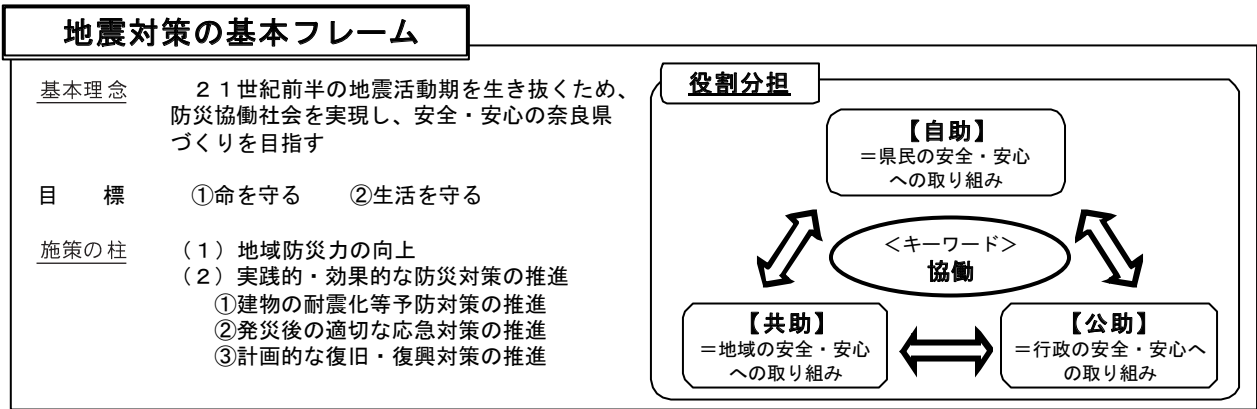 地震対策の基本フレーム
基本理念　２１世紀前半の地震活動期を生き抜くため、
防災協働社会を実現し、安全・安心の奈良県
づくりを目指す
目　標　①命を守る　②生活を守る
施策の柱　（１）地域防災力の向上
（２）実践的・効果的な防災対策の推進
①建物の耐震化等予防対策の推進
②発災後の適切な応急対策の推進
③計画的な復旧・復興対策の推進
役割分担
【自助】
＝県民の安全・安心
への取り組み
＜キーワード＞
協働
【共助】
＝地域の安全・安心
への取り組み
【公助】
＝行政の安全・安心へ
の取り組み